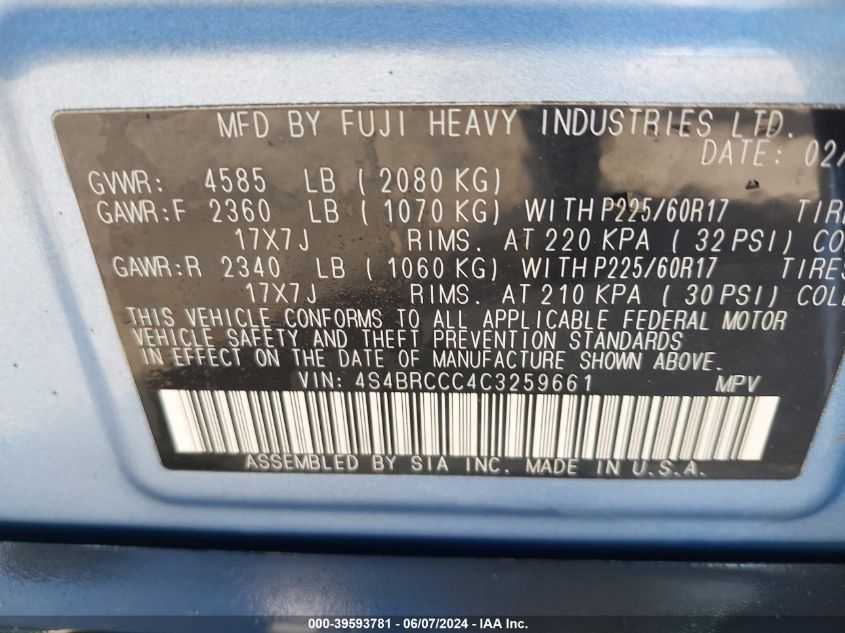 MFD BY FUJI HEAVY INDUSTRIES LTD.
DATE: 02/
GVWR: 4585 LB ( 2080 KG)
GAWR:F 2360 LB ( 1070 KG) WITH P225/60R17 TIRE
17X7J RIMS. AT 220 KPA ( 32 PSI) CO
GAWR:R 2340 LB ( 1060 KG) WITH P225/60R17 TIRES
17X7J RIMS. AT 210 KPA ( 30 PSI) COLD
THIS VEHICLE CONFORMS TO ALL APPLICABLE FEDERAL MOTOR
VEHICLE SAFETY AND THEFT PREVENTION STANDARDS
IN EFFECT ON THE DATE OF MANUFACTURE SHOWN ABOVE.
VIN: 4S4BRCCC4C3259661 MPV
ASSEMBLED BY SIA INC. MADE IN U.S.A.
000-39593781 - 06/07/2024 - IAAI.COM